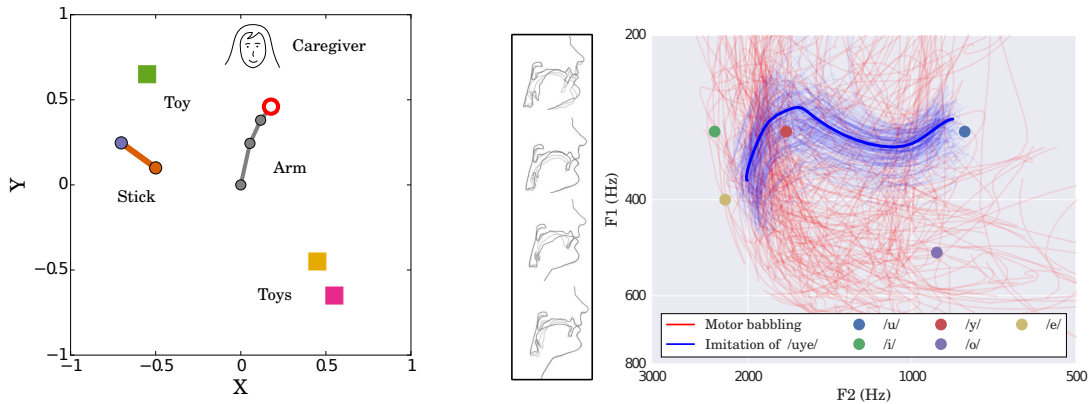 1
0.5
0
−0.5
−1
−1
−0.5
0
0.5
1
X
Y
Caregiver
Toy
Arm
Stick
Toys
200
400
600
800
3000
2000
1000
500
F1 (Hz)
F2 (Hz)
Motor babbling
Imitation of /uye/
/u/
/y/
/e/
/i/
/o/